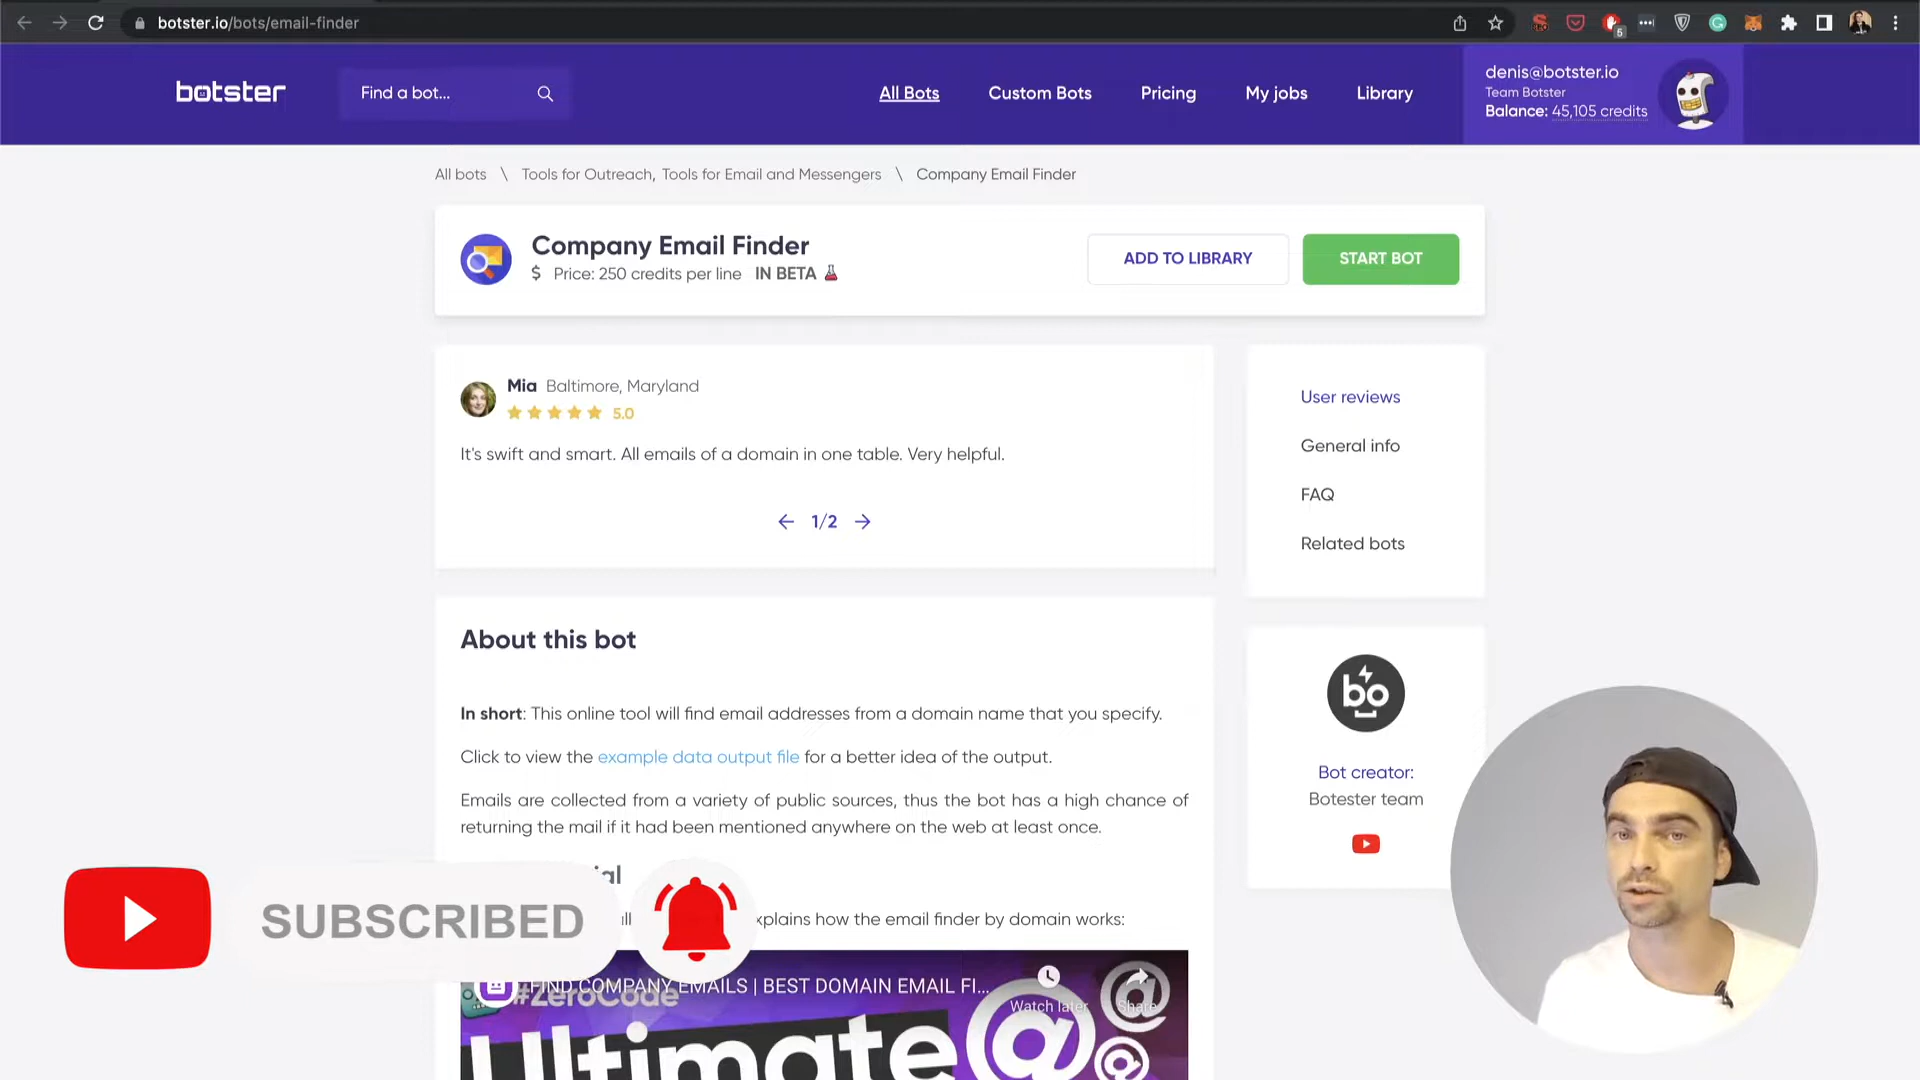 botster.io/bots/email-finder
5
botster
Find a bot...
All Bots
Custom Bots
Pricing
My jobs
Library
denis@botster.io
Team Botster
Balance: 45,105 credits
All bots \ Tools for Outreach, Tools for Email and Messengers \ Company Email Finder
Company Email Finder
$ Price: 250 credits per line IN BETA
ADD TO LIBRARY
START BOT
Mia Baltimore, Maryland
5.0
It's swift and smart. All emails of a domain in one table. Very helpful.
← 1/2 →
User reviews
General info
FAQ
Related bots
About this bot
In short: This online tool will find email addresses from a domain name that you specify.
Click to view the example data output file for a better idea of the output.
Emails are collected from a variety of public sources, thus the bot has a high chance of
returning the mail if it had been mentioned anywhere on the web at least once.
bo
Bot creator:
Botester team
explains how the email finder by domain works:
SUBSCRIBED
FIND COMPANY EMAILS | BEST DOMAIN EMAIL FI...
Watch later
Share
#ZeroCode
Ultimate
@
@
@